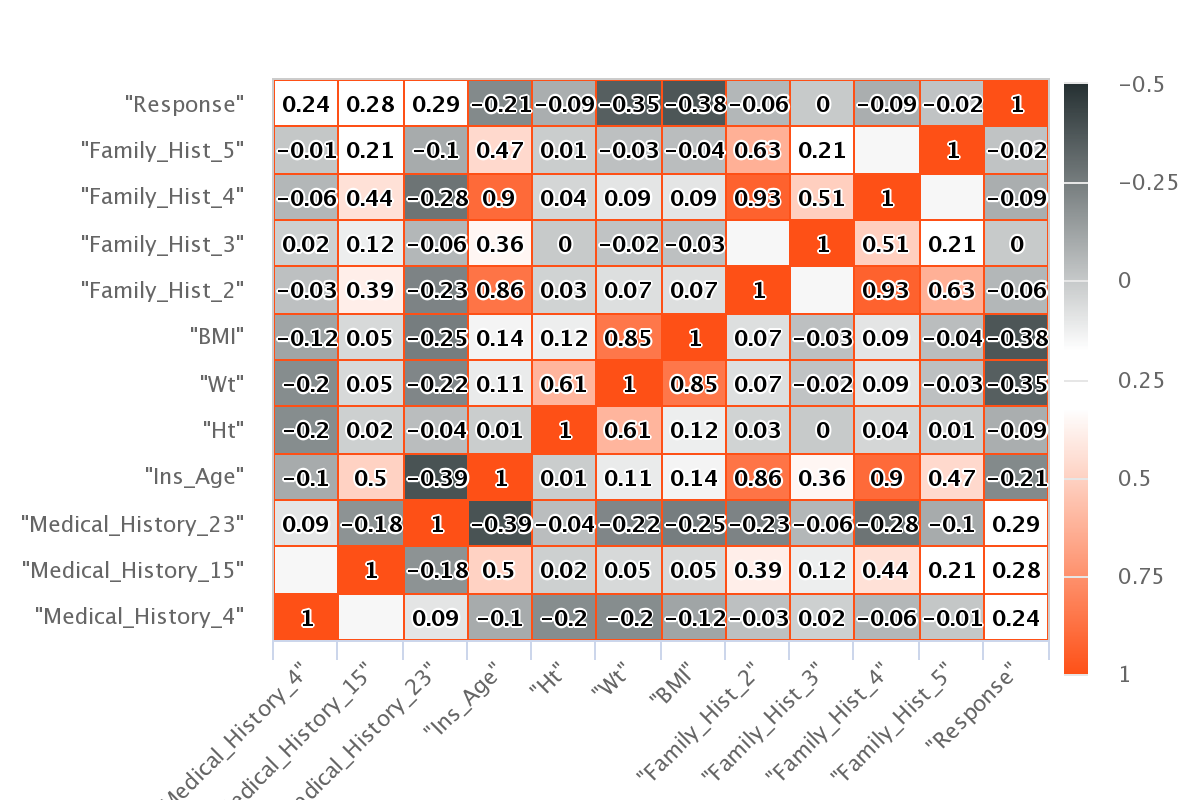 "Response" 0.24 0.28 0.29 −0.21 −0.09 −0.35 −0.38 −0.06 0 −0.09 −0.02 1
"Family_Hist_5" −0.01 0.21 −0.1 0.47 0.01 −0.03 −0.04 0.63 0.21 1 −0.02
"Family_Hist_4" −0.06 0.44 −0.28 0.9 0.04 0.09 0.09 0.93 0.51 1 −0.09
"Family_Hist_3" 0.02 0.12 −0.06 0.36 0 −0.02 −0.03 1 0.51 0.21 0
"Family_Hist_2" −0.03 0.39 −0.23 0.86 0.03 0.07 0.07 1 0.93 0.63 −0.06
"BMI" −0.12 0.05 −0.25 0.14 0.12 0.85 1 0.07 −0.03 0.09 −0.04 −0.38
"Wt" −0.2 0.05 −0.22 0.11 0.61 1 0.85 0.07 −0.02 0.09 −0.03 −0.35
"Ht" −0.2 0.02 −0.04 0.01 1 0.61 0.12 0.03 0 0.04 0.01 −0.09
"Ins_Age" −0.1 0.5 −0.39 1 0.01 0.11 0.14 0.86 0.36 0.9 0.47 −0.21
"Medical_History_23" 0.09 −0.18 1 −0.39 −0.04 −0.22 −0.25 −0.23 −0.06 −0.28 −0.1 0.29
"Medical_History_15" 1 −0.18 0.5 0.02 0.05 0.05 0.39 0.12 0.44 0.21 0.28
"Medical_History_4" 1 0.09 −0.1 −0.2 −0.2 −0.12 −0.03 0.02 −0.06 −0.01 0.24
Medical_History_4"
edical_History_15"
edical_History_23"
"Ins_Age"
"Ht"
"Wt"
"BMI"
"Family_Hist_2"
"Family_Hist_3"
"Family_Hist_4"
"Family_Hist_5"
"Response"
−0.5
−0.25
0
0.25
0.5
0.75
1